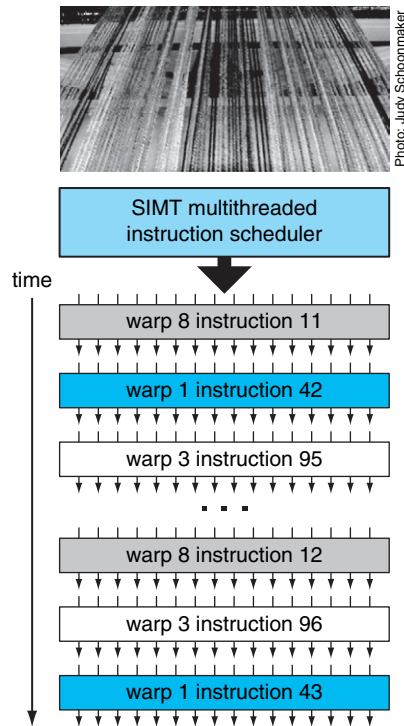 Photo: Judy Schoonmaker
SIMT multithreaded
instruction scheduler
time
warp 8 instruction 11
warp 1 instruction 42
warp 3 instruction 95
. . .
warp 8 instruction 12
warp 3 instruction 96
warp 1 instruction 43